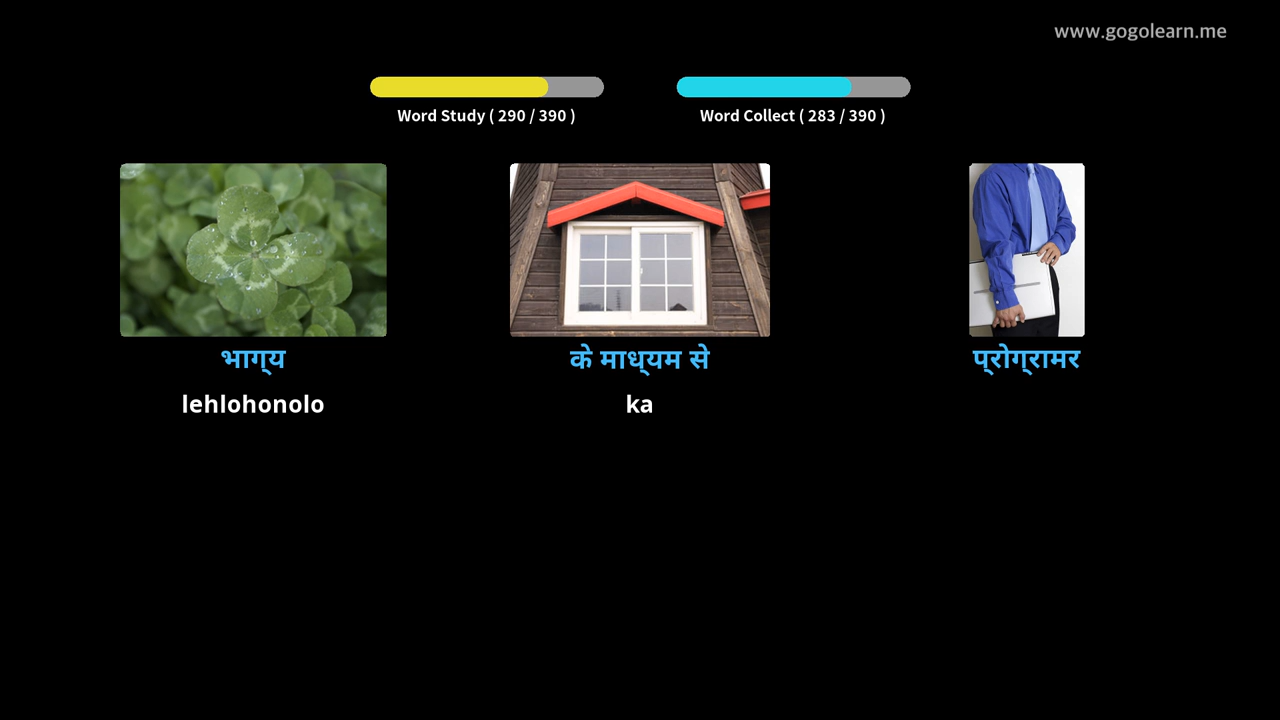 www.gogolearn.me
Word Study ( 290 / 390 )
Word Collect ( 283 / 390 )
भाग्य
के माध्यम से
प्रोग्रामर
lehlohonolo
ka